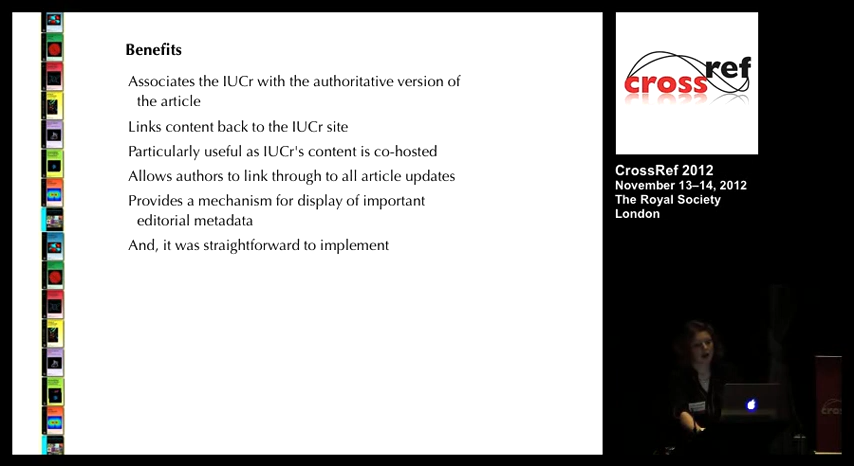 Benefits
Associates the IUCr with the authoritative version of
the article
Links content back to the IUCr site
Particularly useful as IUCr's content is co-hosted
Allows authors to link through to all article updates
Provides a mechanism for display of important
editorial metadata
And, it was straightforward to implement
crossref
CrossRef 2012
November 13–14, 2012
The Royal Society
London